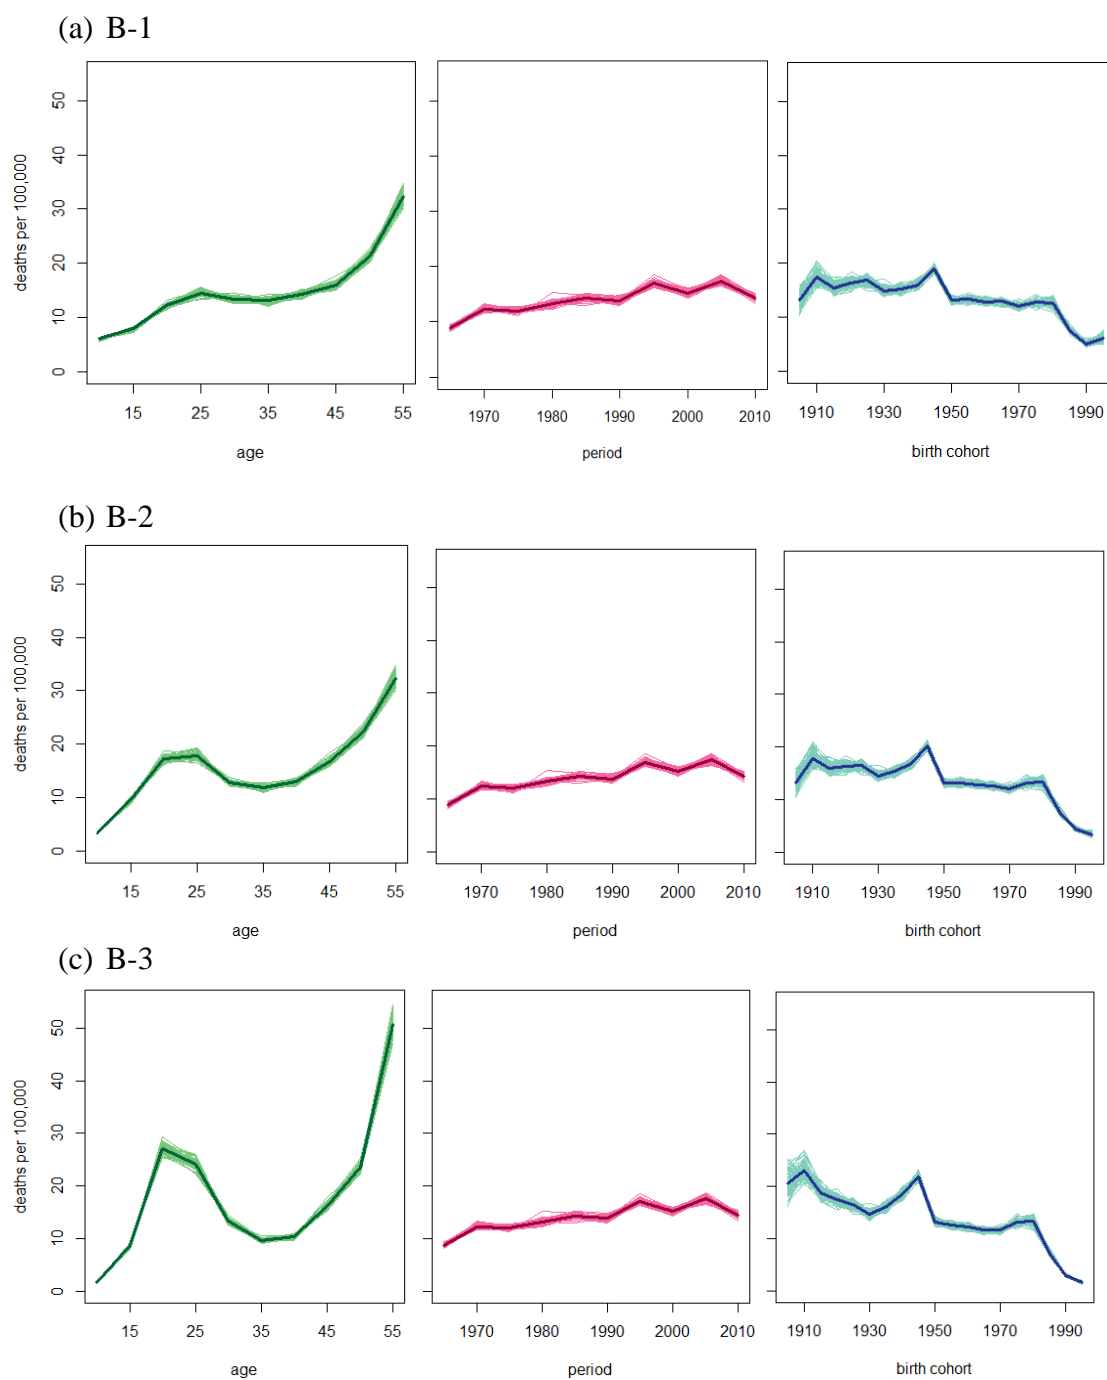 (a) B-1
deaths per 100,000
0 10 20 30 40 50
15 25 35 45 55
age
1970 1980 1990 2000 2010
period
1910 1930 1950 1970 1990
birth cohort
(b) B-2
deaths per 100,000
0 10 20 30 40 50
15 25 35 45 55
age
1970 1980 1990 2000 2010
period
1910 1930 1950 1970 1990
birth cohort
(c) B-3
deaths per 100,000
0 10 20 30 40 50
15 25 35 45 55
age
1970 1980 1990 2000 2010
period
1910 1930 1950 1970 1990
birth cohort